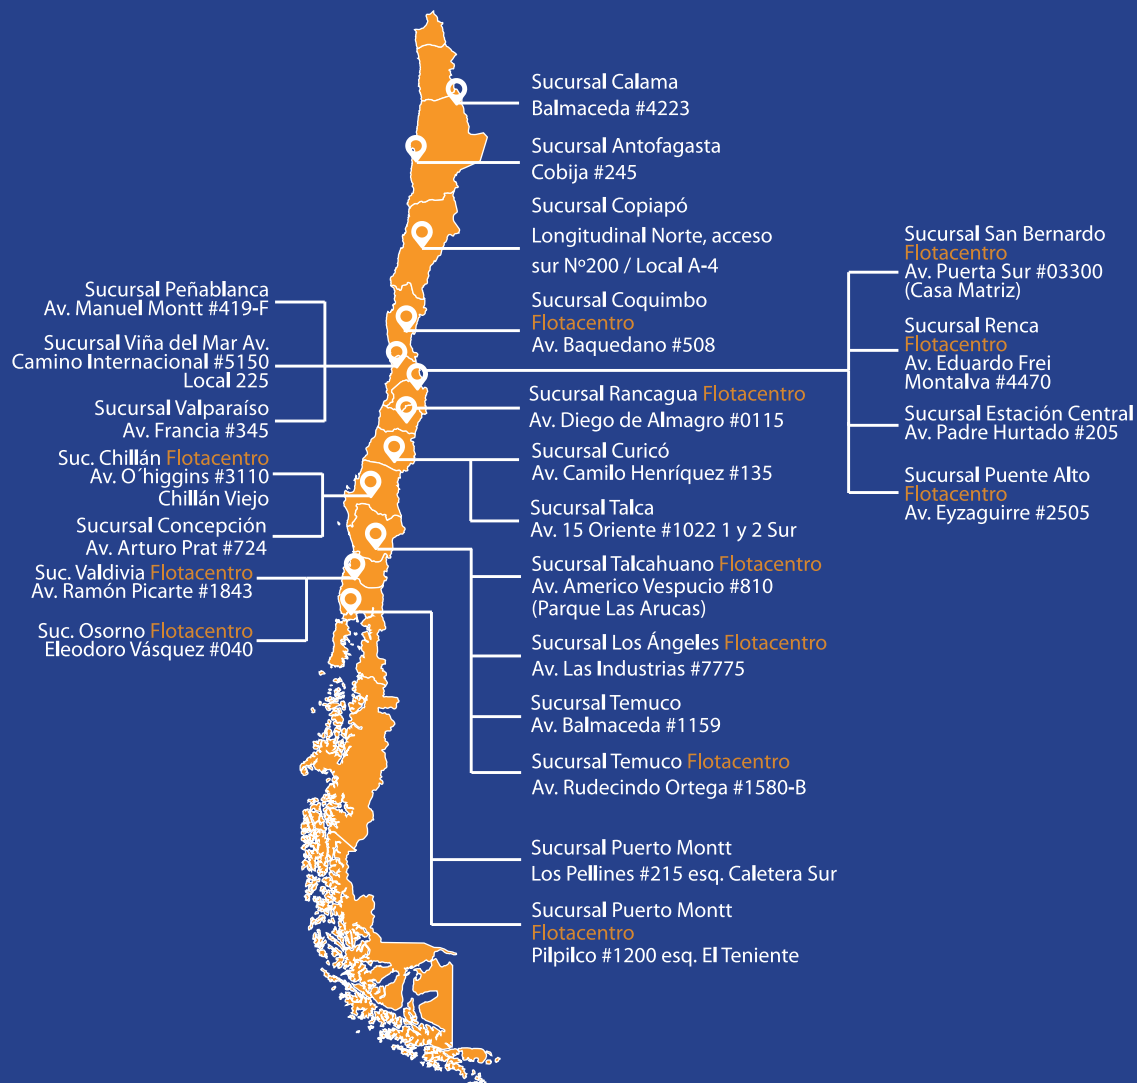 Sucursal Calama
Balmaceda #4223
Sucursal Antofagasta
Cobija #245
Sucursal Copiapó
Longitudinal Norte, acceso
sur Nº200 / Local A-4
Sucursal Coquimbo
Flotacentro
Av. Baquedano #508
Sucursal Rancagua Flotacentro
Av. Diego de Almagro #0115
Sucursal Curicó
Av. Camilo Henríquez #135
Sucursal Talca
Av. 15 Oriente #1022 1 y 2 Sur
Sucursal Talcahuano Flotacentro
Av. Americo Vespucio #810
(Parque Las Arucas)
Sucursal Los Ángeles Flotacentro
Av. Las Industrias #7775
Sucursal Temuco
Av. Balmaceda #1159
Sucursal Temuco Flotacentro
Av. Rudecindo Ortega #1580-B
Sucursal Puerto Montt
Los Pellines #215 esq. Caletera Sur
Sucursal Puerto Montt
Flotacentro
Pilpilco #1200 esq. El Teniente
Sucursal Peñablanca
Av. Manuel Montt #419-F
Sucursal Viña del Mar Av.
Camino Internacional #5150
Local 225
Sucursal Valparaíso
Av. Francia #345
Suc. Chillán Flotacentro
Av. O´higgins #3110
Chillán Viejo
Sucursal Concepción
Av. Arturo Prat #724
Suc. Valdivia Flotacentro
Av. Ramón Picarte #1843
Suc. Osorno Flotacentro
Eleodoro Vásquez #040
Sucursal San Bernardo
Flotacentro
Av. Puerta Sur #03300
(Casa Matriz)
Sucursal Renca
Flotacentro
Av. Eduardo Frei
Montalva #4470
Sucursal Estación Central
Av. Padre Hurtado #205
Sucursal Puente Alto
Flotacentro
Av. Eyzaguirre #2505